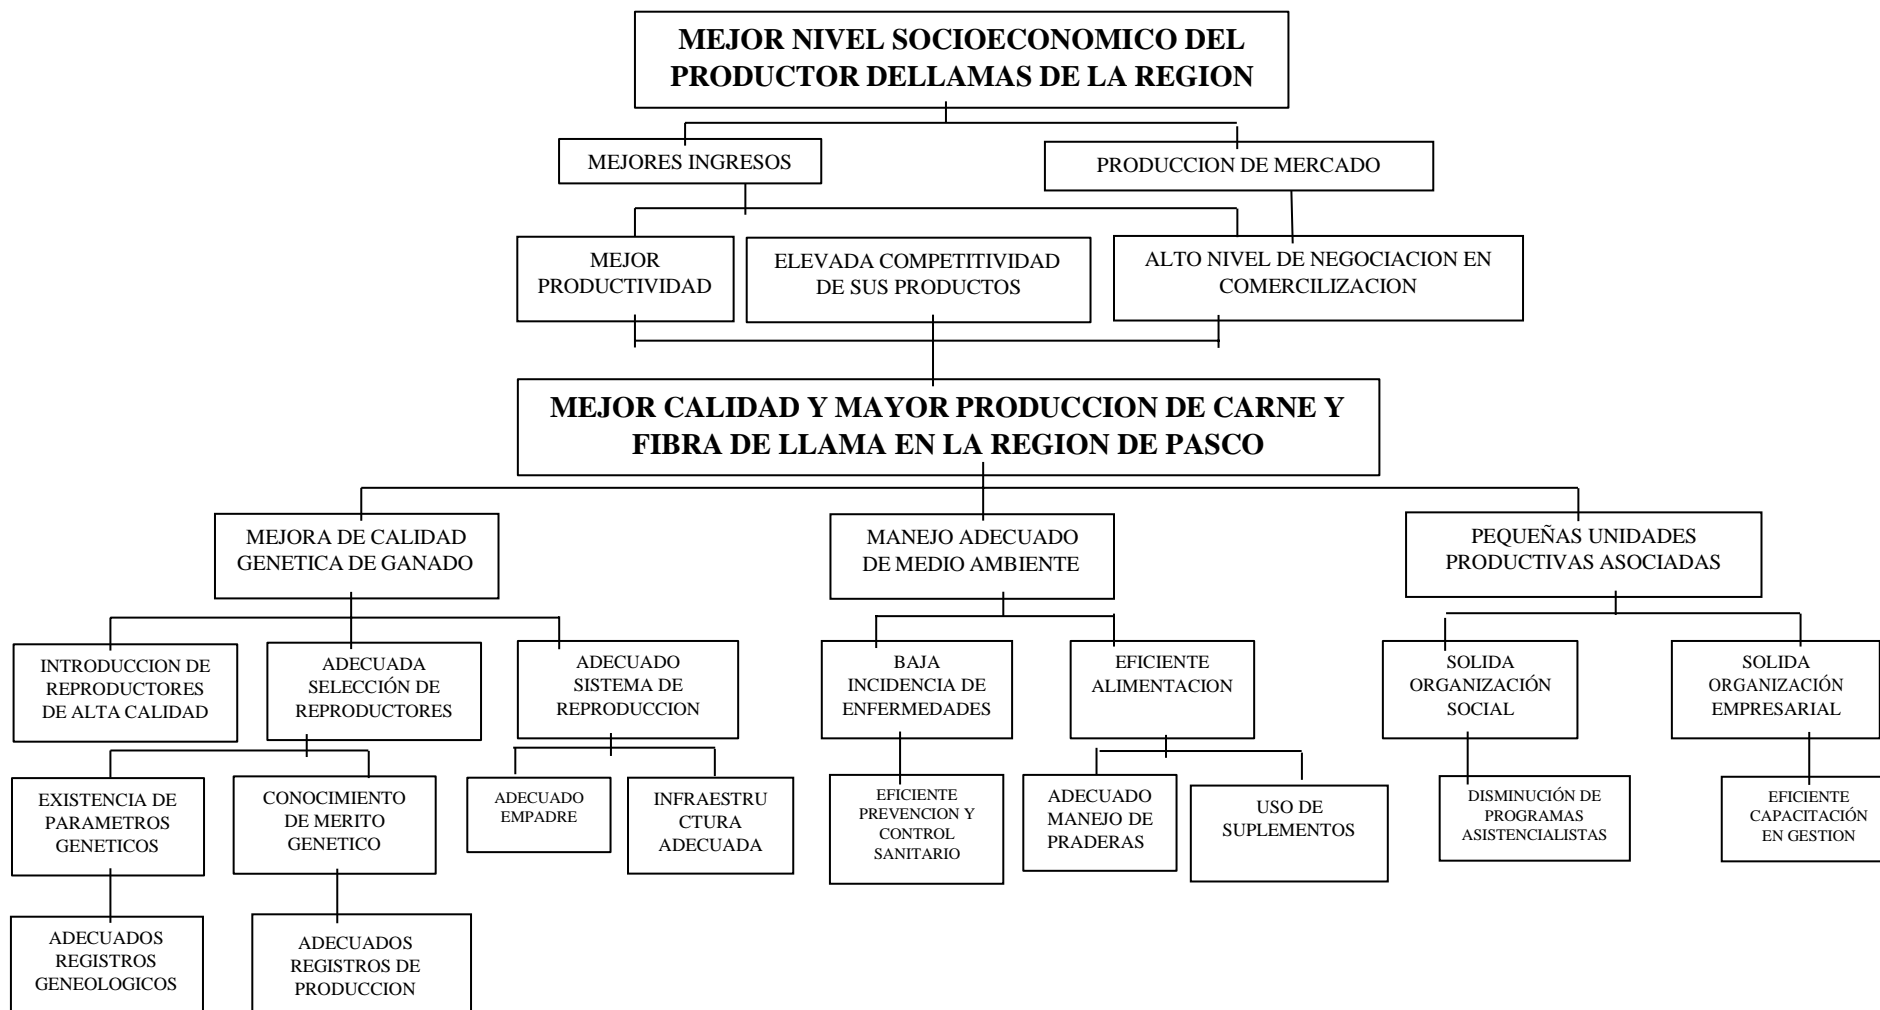 MEJOR NIVEL SOCIOECONOMICO DEL
PRODUCTOR DELLAMAS DE LA REGION
MEJORES INGRESOS
PRODUCCION DE MERCADO
MEJOR
PRODUCTIVIDAD
ELEVADA COMPETITIVIDAD
DE SUS PRODUCTOS
ALTO NIVEL DE NEGOCIACION EN
COMERCILIZACION
MEJOR CALIDAD Y MAYOR PRODUCCION DE CARNE Y
FIBRA DE LLAMA EN LA REGION DE PASCO
MEJORA DE CALIDAD
GENETICA DE GANADO
MANEJO ADECUADO
DE MEDIO AMBIENTE
PEQUEÑAS UNIDADES
PRODUCTIVAS ASOCIADAS
INTRODUCCION DE
REPRODUCTORES
DE ALTA CALIDAD
ADECUADA
SELECCIÓN DE
REPRODUCTORES
ADECUADO
SISTEMA DE
REPRODUCCION
BAJA
INCIDENCIA DE
ENFERMEDADES
EFICIENTE
ALIMENTACION
SOLIDA
ORGANIZACIÓN
SOCIAL
SOLIDA
ORGANIZACIÓN
EMPRESARIAL
EXISTENCIA DE
PARAMETROS
GENETICOS
CONOCIMIENTO
DE MERITO
GENETICO
ADECUADO
EMPADRE
INFRAESTRU
CTURA
ADECUADA
EFICIENTE
PREVENCION Y
CONTROL
SANITARIO
ADECUADO
MANEJO DE
PRADERAS
USO DE
SUPLEMENTOS
DISMINUCIÓN DE
PROGRAMAS
ASISTENCIALISTAS
EFICIENTE
CAPACITACIÓN
EN GESTION
ADECUADOS
REGISTROS
GENEOLOGICOS
ADECUADOS
REGISTROS DE
PRODUCCION